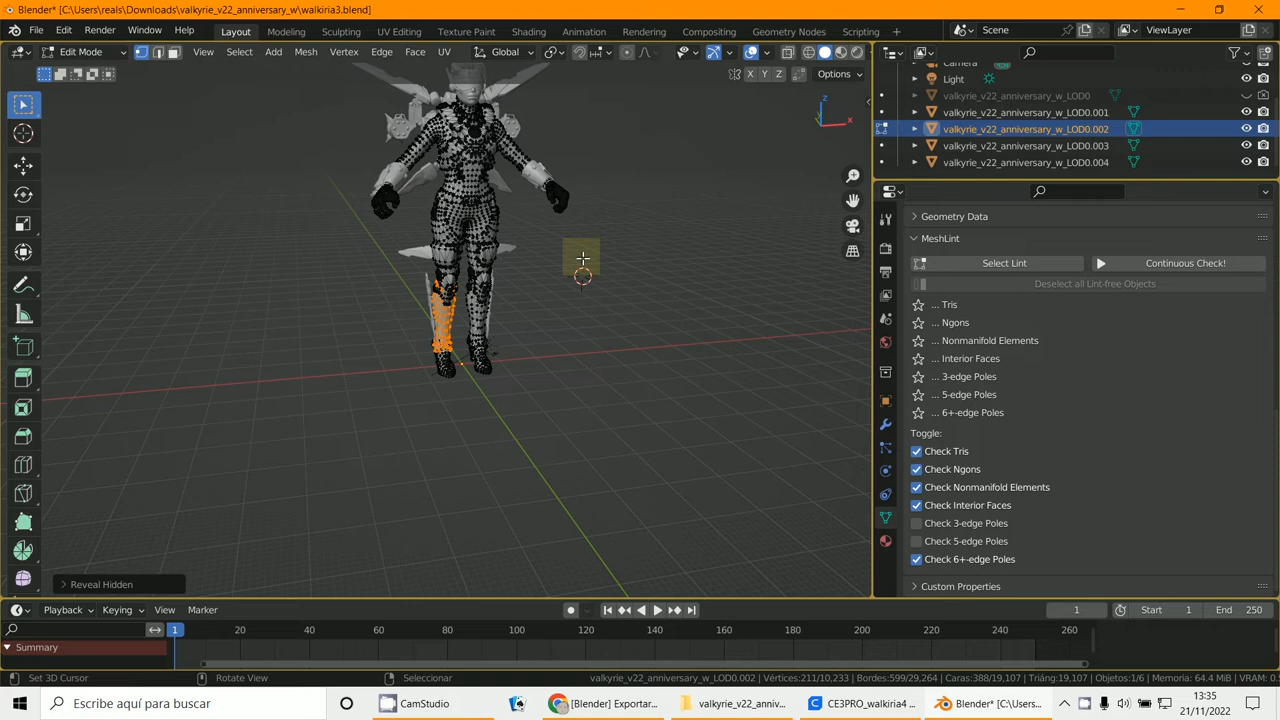 Blender* [C:\Users\reals\Downloads\valkyrie_v22_anniversary_w\walkiria3.blend]
File Edit Render Window Help Layout Modeling Sculpting UV Editing Texture Paint Shading Animation Rendering Compositing Geometry Nodes Scripting + Scene ViewLayer
Edit Mode View Select Add Mesh Vertex Edge Face UV Global
X Y Z Options
Z
X
Camera
Light
valkyrie_v22_anniversary_w_LOD0
valkyrie_v22_anniversary_w_LOD0.001
valkyrie_v22_anniversary_w_LOD0.002
valkyrie_v22_anniversary_w_LOD0.003
valkyrie_v22_anniversary_w_LOD0.004
Geometry Data
MeshLint
Select Lint Continuous Check!
Deselect all Lint-free Objects
... Tris
... Ngons
... Nonmanifold Elements
... Interior Faces
... 3-edge Poles
... 5-edge Poles
... 6+-edge Poles
Toggle:
Check Tris
Check Ngons
Check Nonmanifold Elements
Check Interior Faces
Check 3-edge Poles
Check 5-edge Poles
Check 6+-edge Poles
Custom Properties
Reveal Hidden
Playback Keying View Marker 1 Start 1 End 250
1 20 40 60 80 100 120 140 160 180 200 220 240 260
Summary
Set 3D Cursor Rotate View Seleccionar valkyrie_v22_anniversary_w_LOD0.002 | Vértices:211/10,233 | Bordes:599/29,264 | Caras:388/19,107 | Triáng:19,107 | Objetos:1/6 | Memoria: 64.4 MiB | VRAM: 0.
Escribe aquí para buscar CamStudio [Blender] Exportar... valkyrie_v22_anniv... CE3PRO_walkiria4 ... Blender* [C:\Users... 13:35
21/11/2022